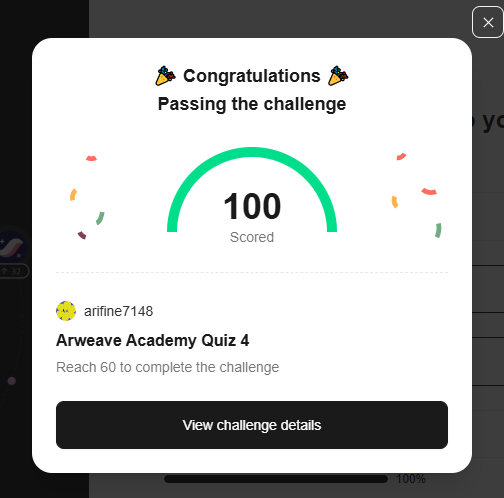 Congratulations
Passing the challenge
100
Scored
arifine7148
Arweave Academy Quiz 4
Reach 60 to complete the challenge
View challenge details
100%